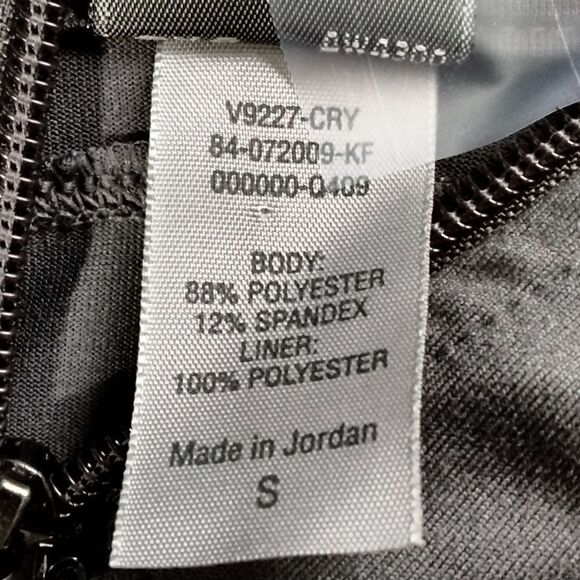 V9227-CRY
84-072009-KF
000000-Q409
BODY:
88% POLYESTER
12% SPANDEX
LINER:
100% POLYESTER
Made in Jordan
S